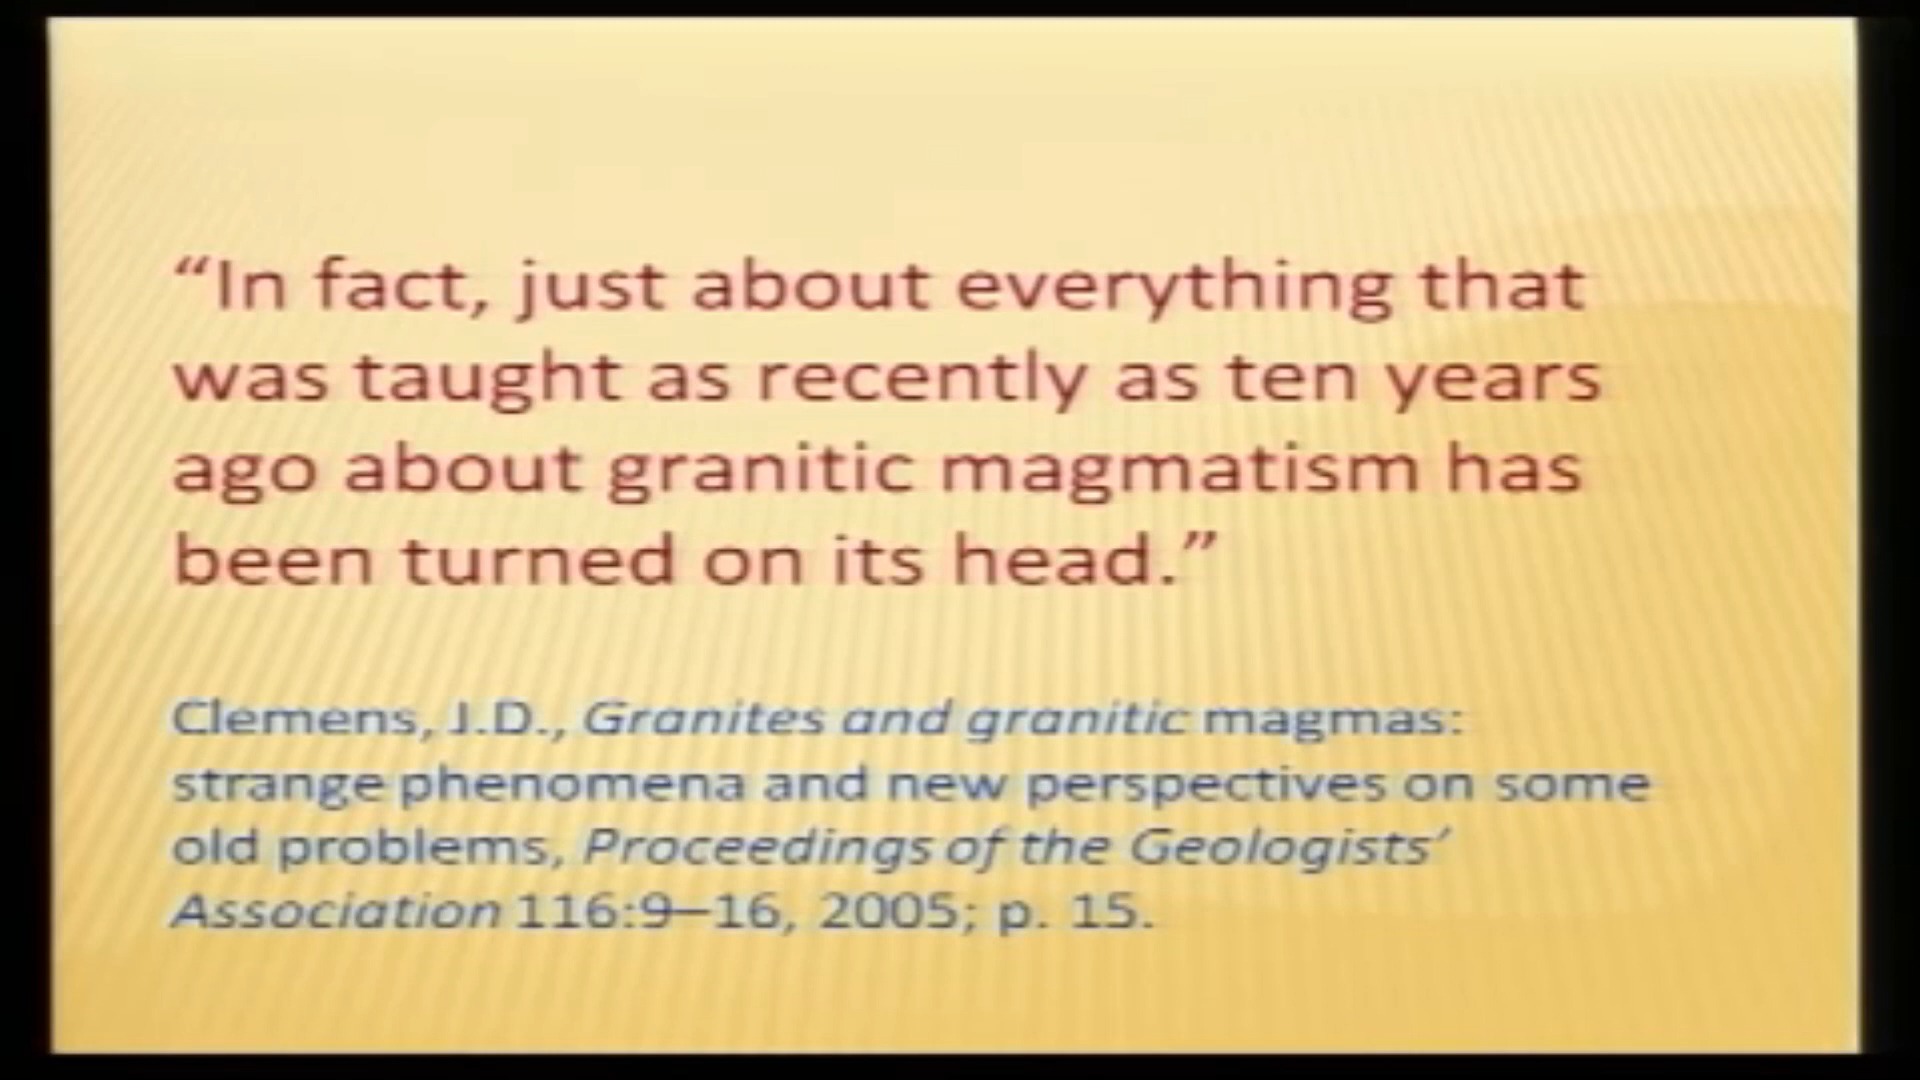 “In fact, just about everything that
was taught as recently as ten years
ago about granitic magmatism has
been turned on its head.”
Clemens, J.D., Granites and granitic magmas:
strange phenomena and new perspectives on some
old problems, Proceedings of the Geologists’
Association 116:9–16, 2005; p. 15.